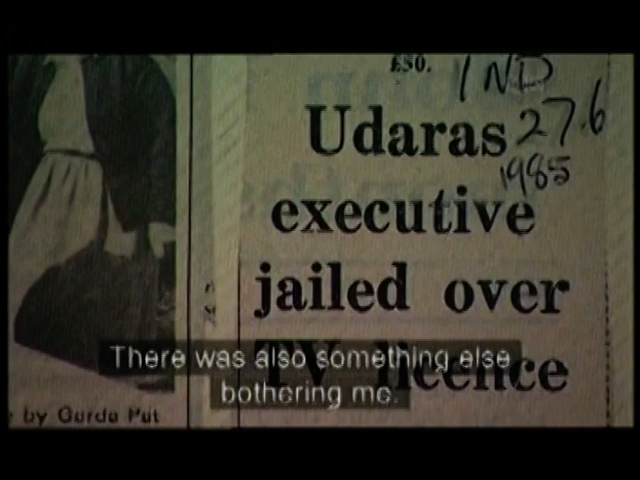 £50.
IND
27.6
1985
Udaras
executive
jailed over
TV licence
There was also something else
bothering me.
by Garda Pat